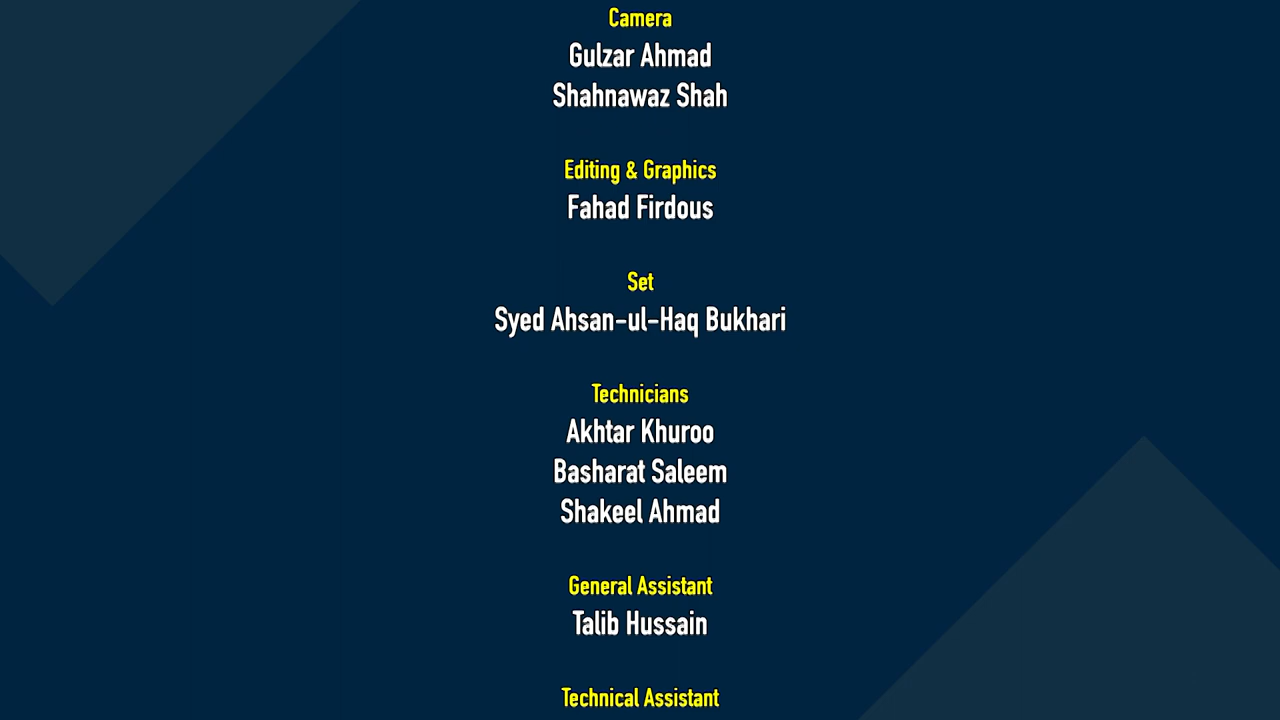 Camera
Gulzar Ahmad
Shahnawaz Shah
Editing & Graphics
Fahad Firdous
Set
Syed Ahsan-ul-Haq Bukhari
Technicians
Akhtar Khuroo
Basharat Saleem
Shakeel Ahmad
General Assistant
Talib Hussain
Technical Assistant